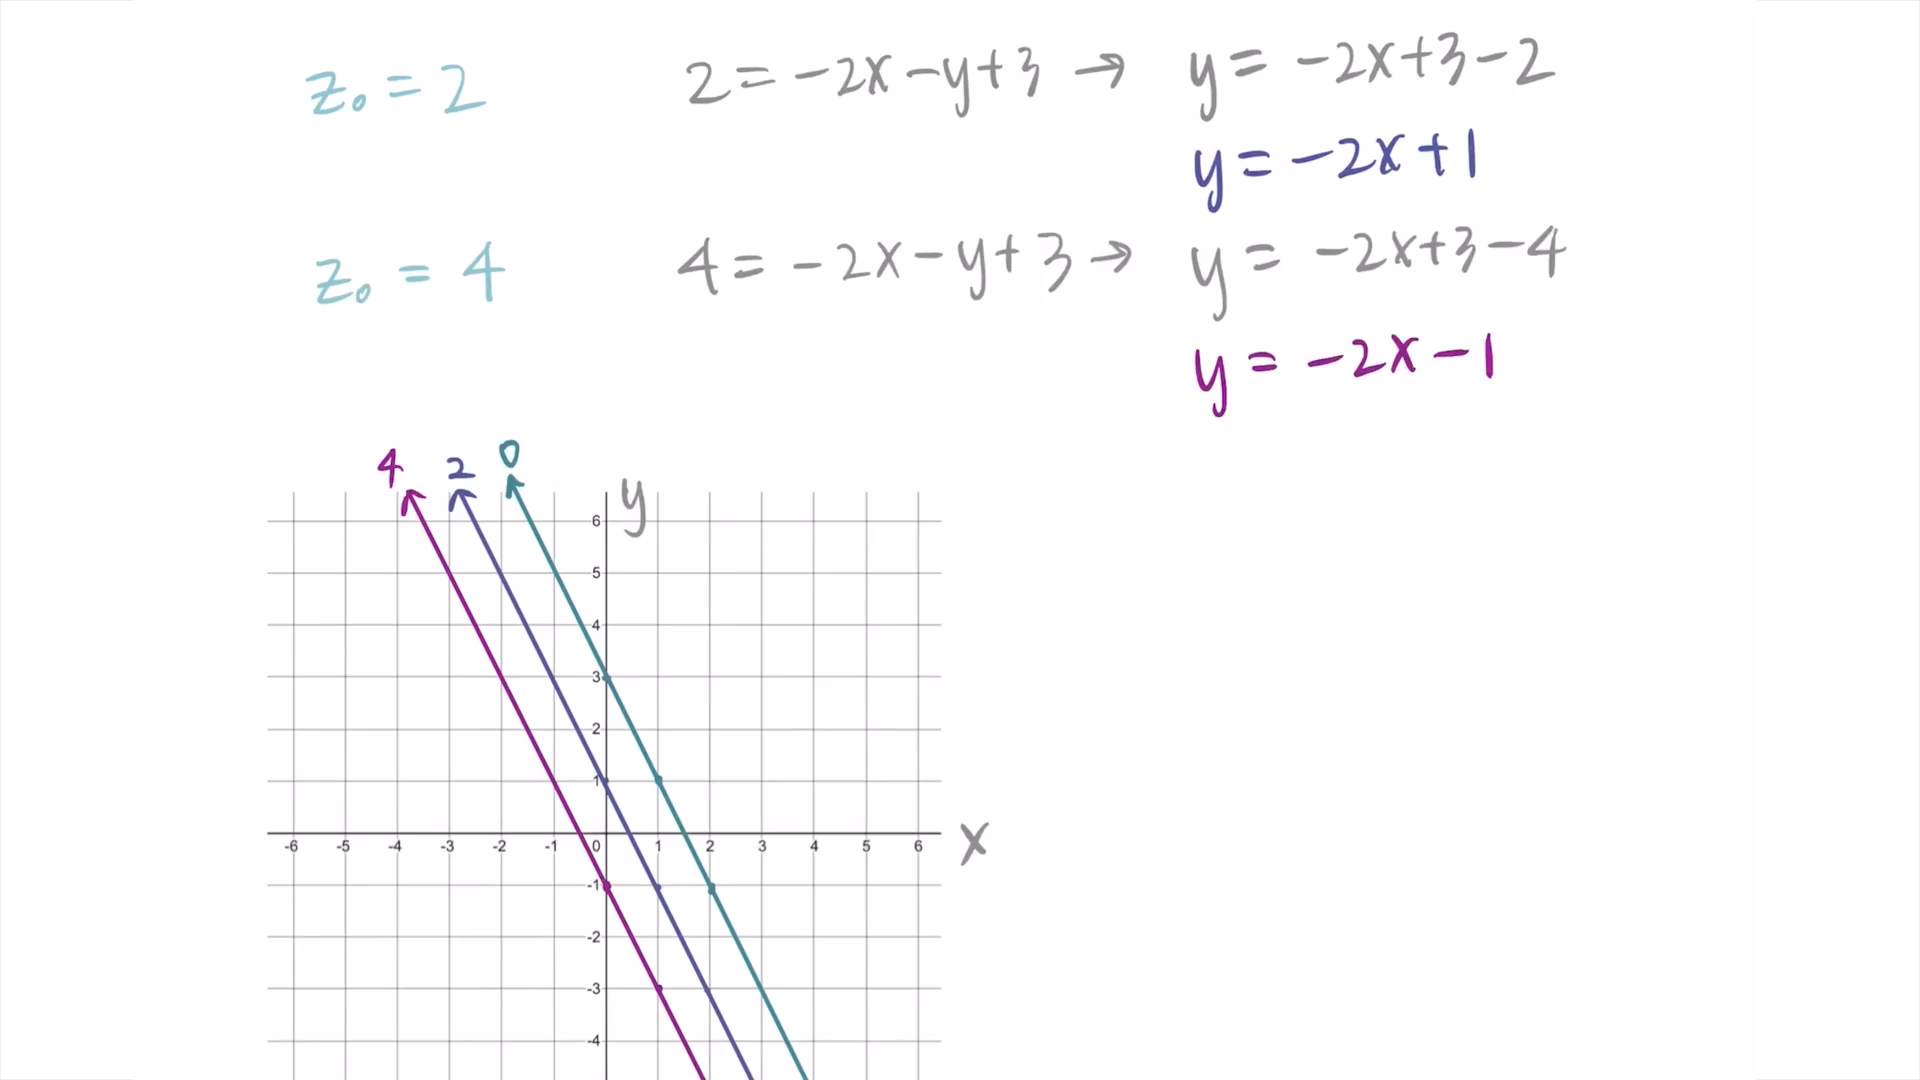 z₀ = 2 2 = -2x - y + 3 → y = -2x + 3 - 2
y = -2x + 1
z₀ = 4 4 = -2x - y + 3 → y = -2x + 3 - 4
y = -2x - 1
4 2 0
y
6
5
4
3
2
1
-6 -5 -4 -3 -2 -1 0 1 2 3 4 5 6 x
-1
-2
-3
-4